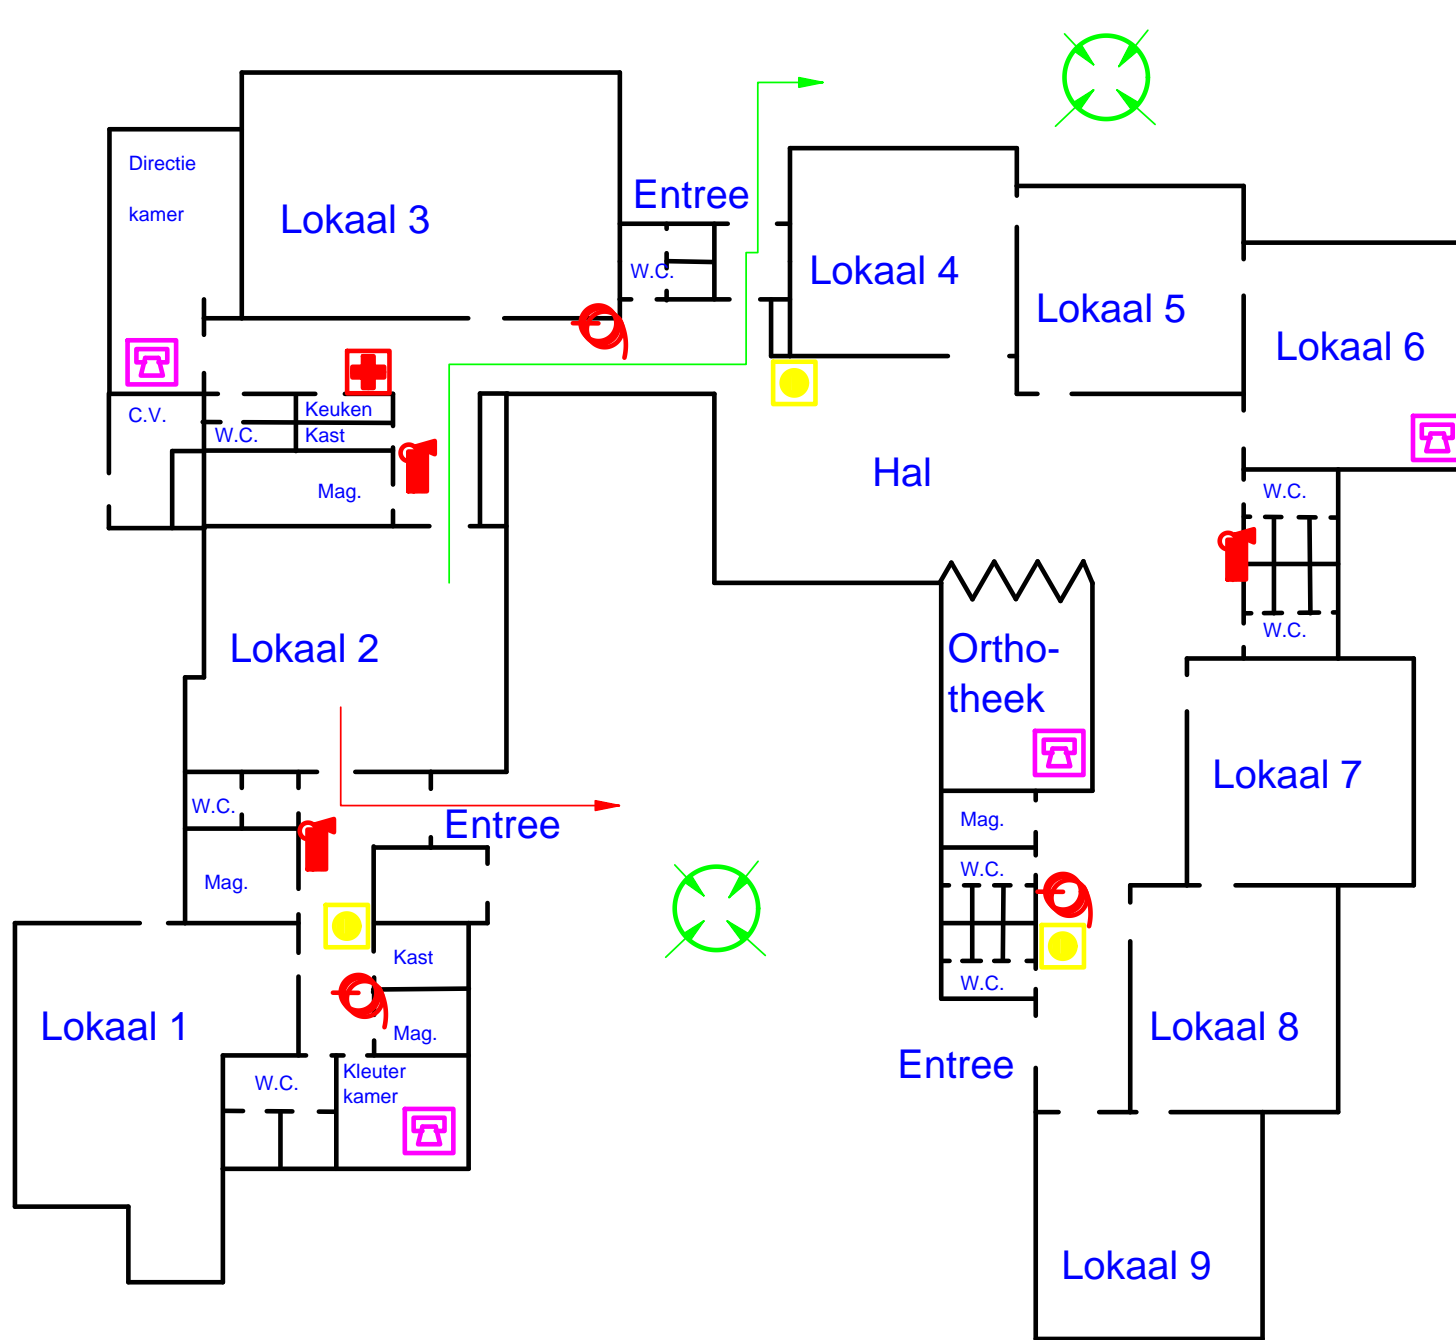 Directie
kamer
Lokaal 3
Entree
W.C.
Lokaal 4
Lokaal 5
Lokaal 6
C.V.
W.C.
Keuken
Kast
Mag.
Hal
W.C.
W.C.
Lokaal 2
Ortho-
theek
Lokaal 7
W.C.
Entree
Mag.
Mag.
W.C.
W.C.
Kast
Mag.
Lokaal 1
Lokaal 8
Entree
W.C.
Kleuter
kamer
Lokaal 9